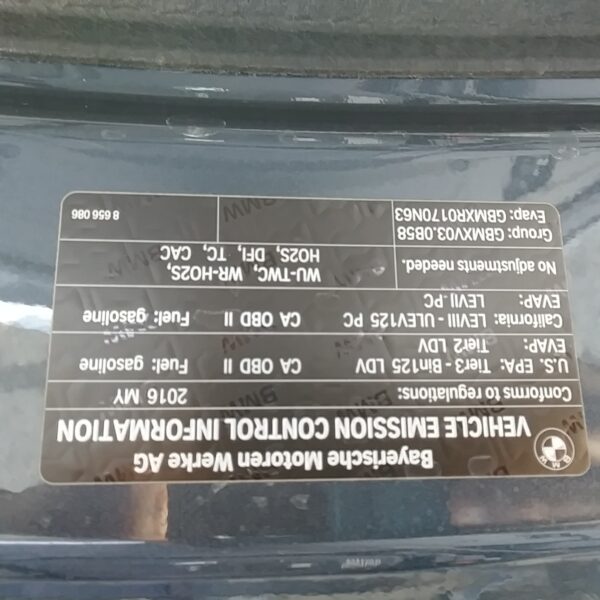 Bayerische Motoren Werke AG
BMW
VEHICLE EMISSION CONTROL INFORMATION
Conforms to regulations: 2016 MY
U.S. EPA: Tier3 - Bin125 LDV CA OBD II Fuel: gasoline
EVAP: Tier2 LDV
California: LEVIII - ULEV125 PC CA OBD II Fuel: gasoline
EVAP: LEVII-PC
No adjustments needed. WU-TWC, WR-HO2S,
HO2S, DFI, TC, CAC
Group: GBMXV03.0B58
Evap: GBMXR0170N63 8 656 086